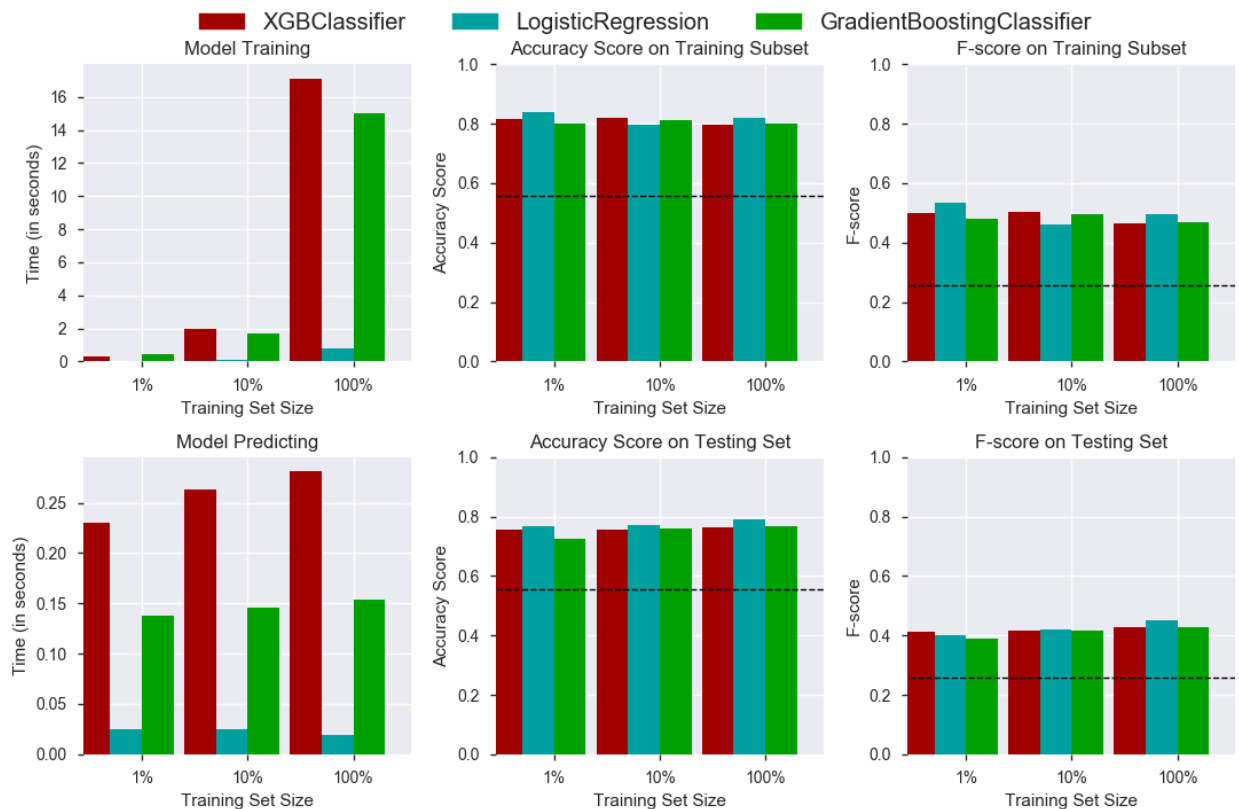 XGBClassifier LogisticRegression GradientBoostingClassifier
Model Training
Time (in seconds)
16
14
12
10
8
6
4
2
0
1% 10% 100%
Training Set Size
Accuracy Score on Training Subset
Accuracy Score
1.0
0.8
0.6
0.4
0.2
0.0
1% 10% 100%
Training Set Size
F-score on Training Subset
F-score
1.0
0.8
0.6
0.4
0.2
0.0
1% 10% 100%
Training Set Size
Model Predicting
Time (in seconds)
0.25
0.20
0.15
0.10
0.05
0.00
1% 10% 100%
Training Set Size
Accuracy Score on Testing Set
Accuracy Score
1.0
0.8
0.6
0.4
0.2
0.0
1% 10% 100%
Training Set Size
F-score on Testing Set
F-score
1.0
0.8
0.6
0.4
0.2
0.0
1% 10% 100%
Training Set Size